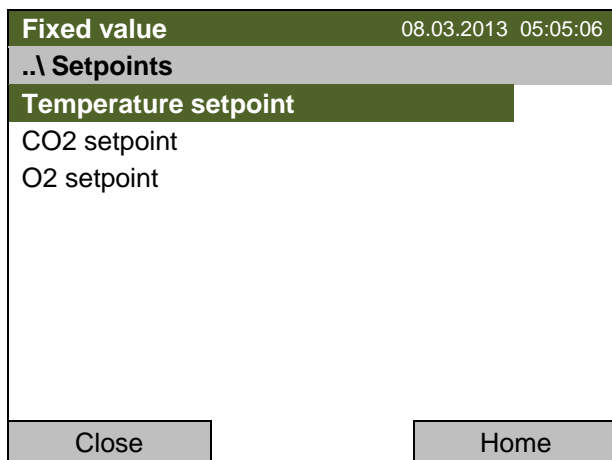 Fixed value 08.03.2013 05:05:06
..\ Setpoints
Temperature setpoint
CO2 setpoint
O2 setpoint
Close Home